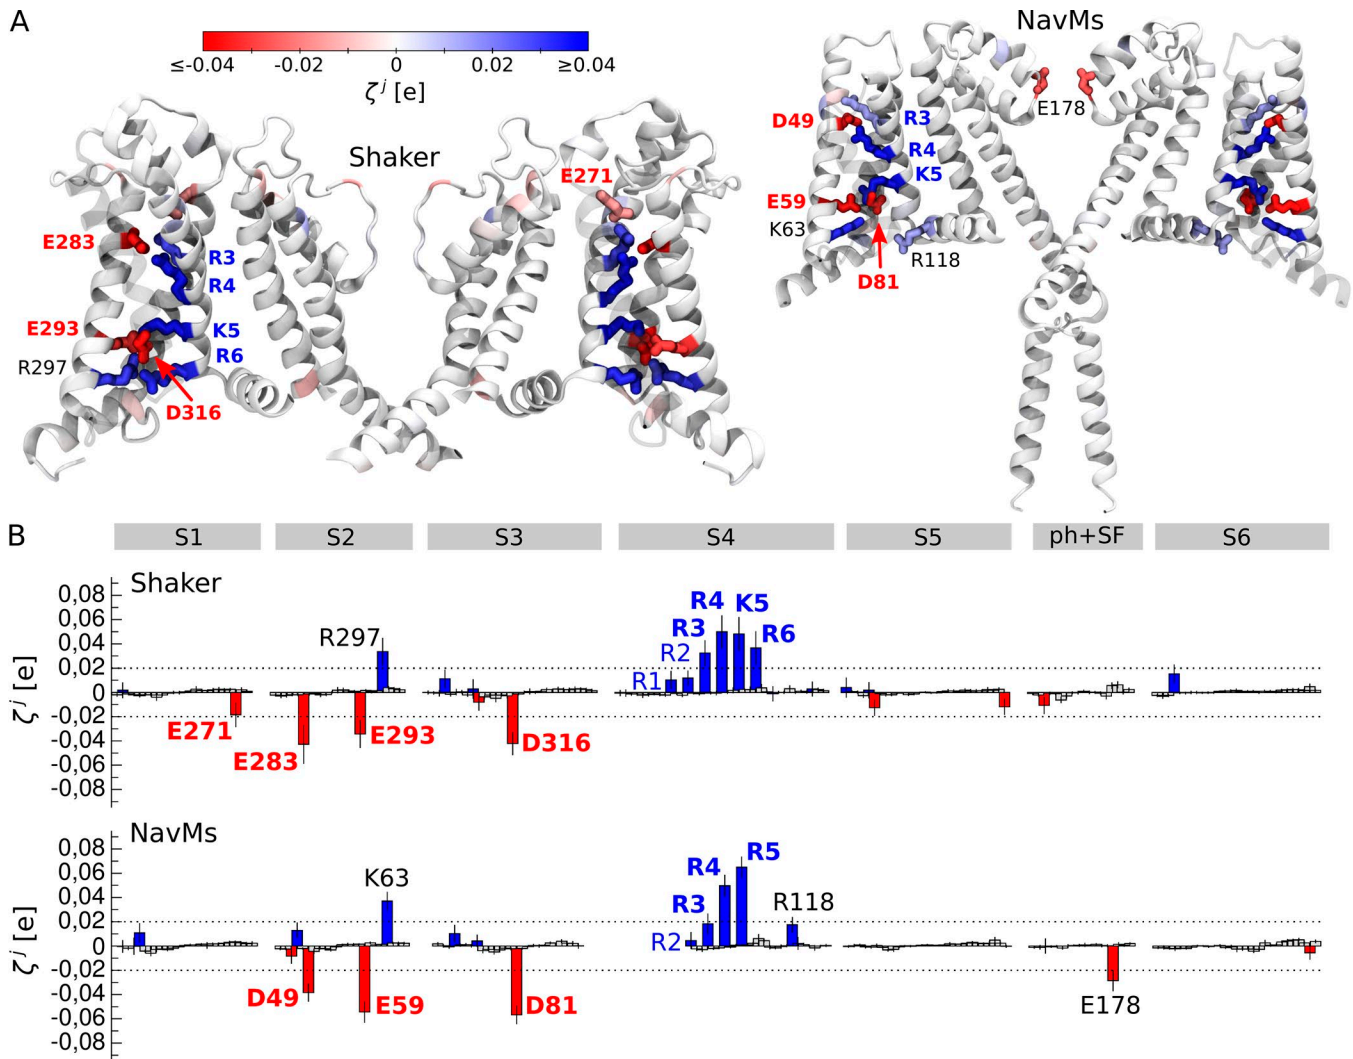 A
≤-0.04 -0.02 0 0.02 ≥0.04
ζ^j [e]
Shaker
E271
E283
R3
R4
E293
K5
R297
R6
D316
NavMs
E178
D49
R3
R4
K5
E59
K63
R118
D81
B
S1 S2 S3 S4 S5 ph+SF S6
Shaker
0,08
0,06
0,04
0,02
0
-0,02
-0,04
-0,06
-0,08
ζ^j [e]
R297
E271
E283
E293
D316
R1
R2
R3
R4
K5
R6
NavMs
0,08
0,06
0,04
0,02
0
-0,02
-0,04
-0,06
-0,08
ζ^j [e]
K63
D49
E59
D81
R2
R3
R4
R5
R118
E178